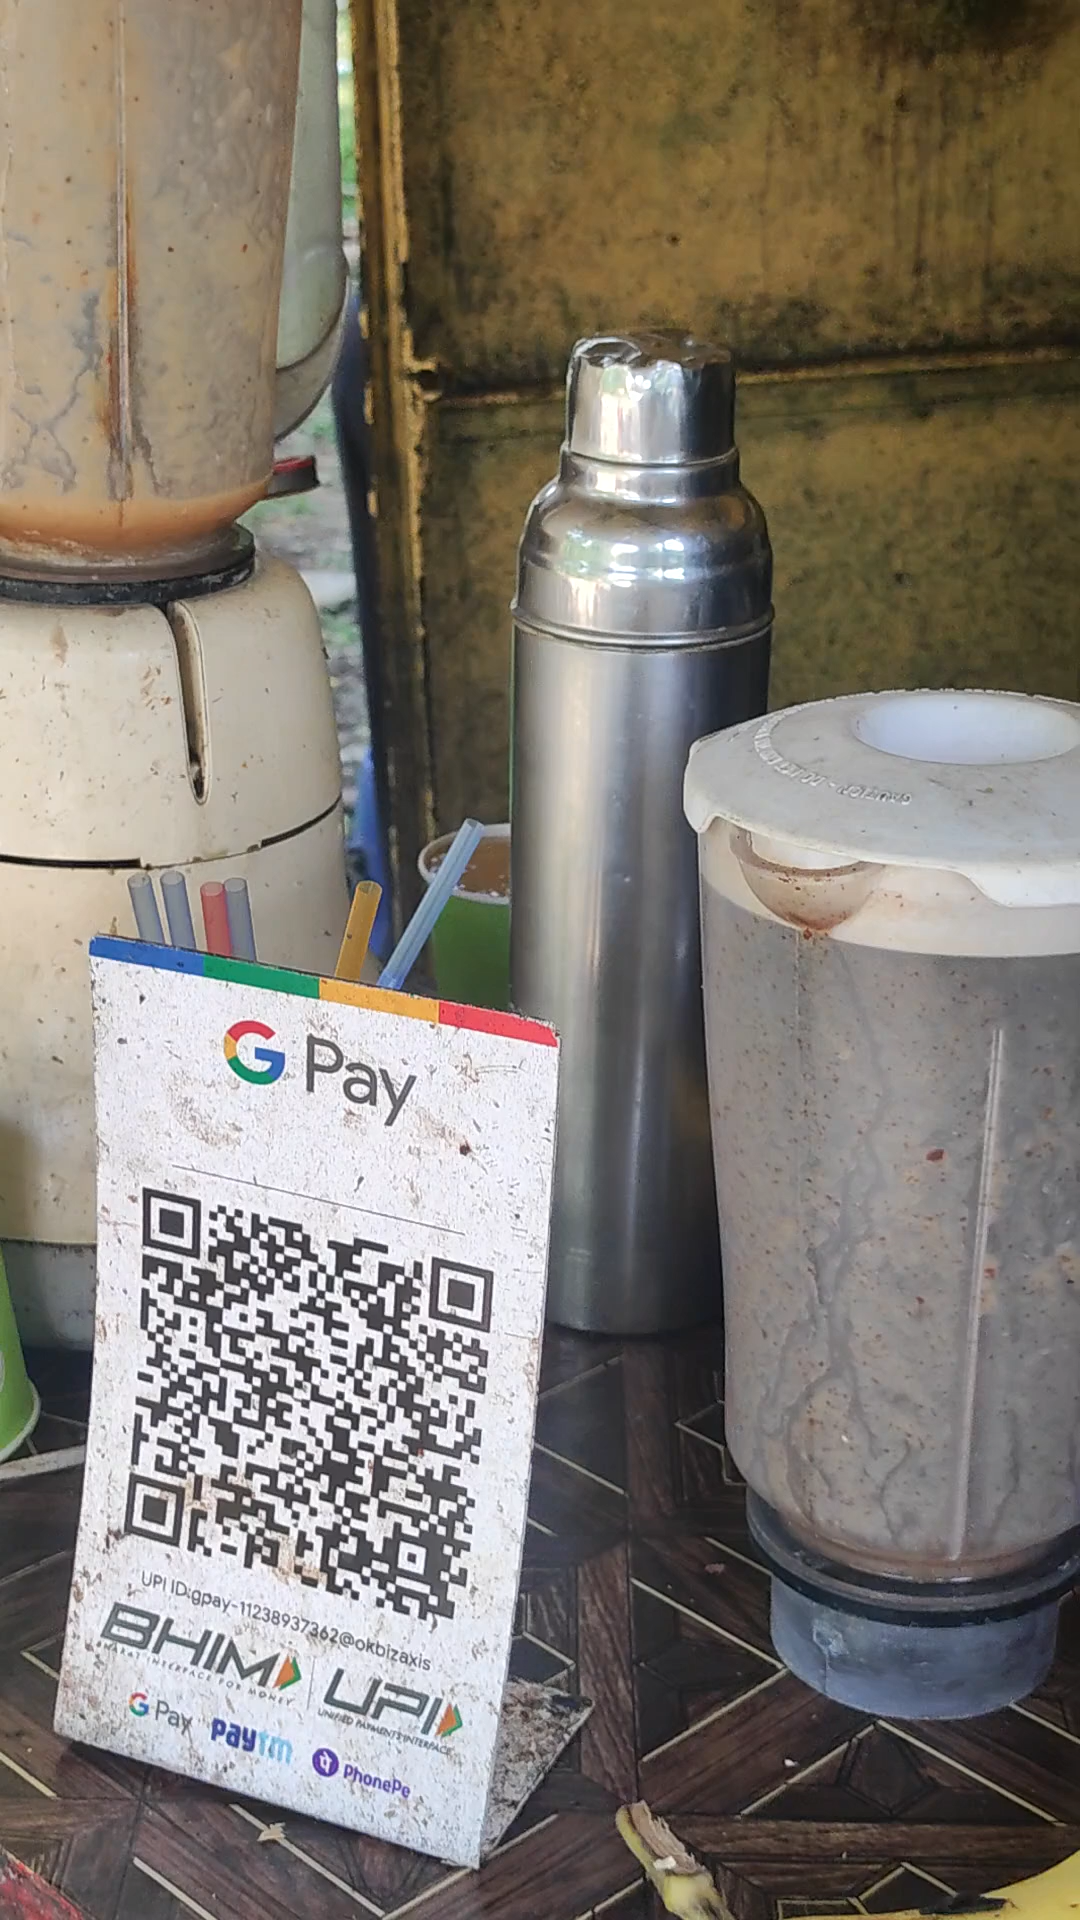 G Pay
UPI ID:gpay-11238937362@okbizaxis
BHIM UPI
BHARAT INTERFACE FOR MONEY UNIFIED PAYMENTS INTERFACE
G Pay paytm PhonePe